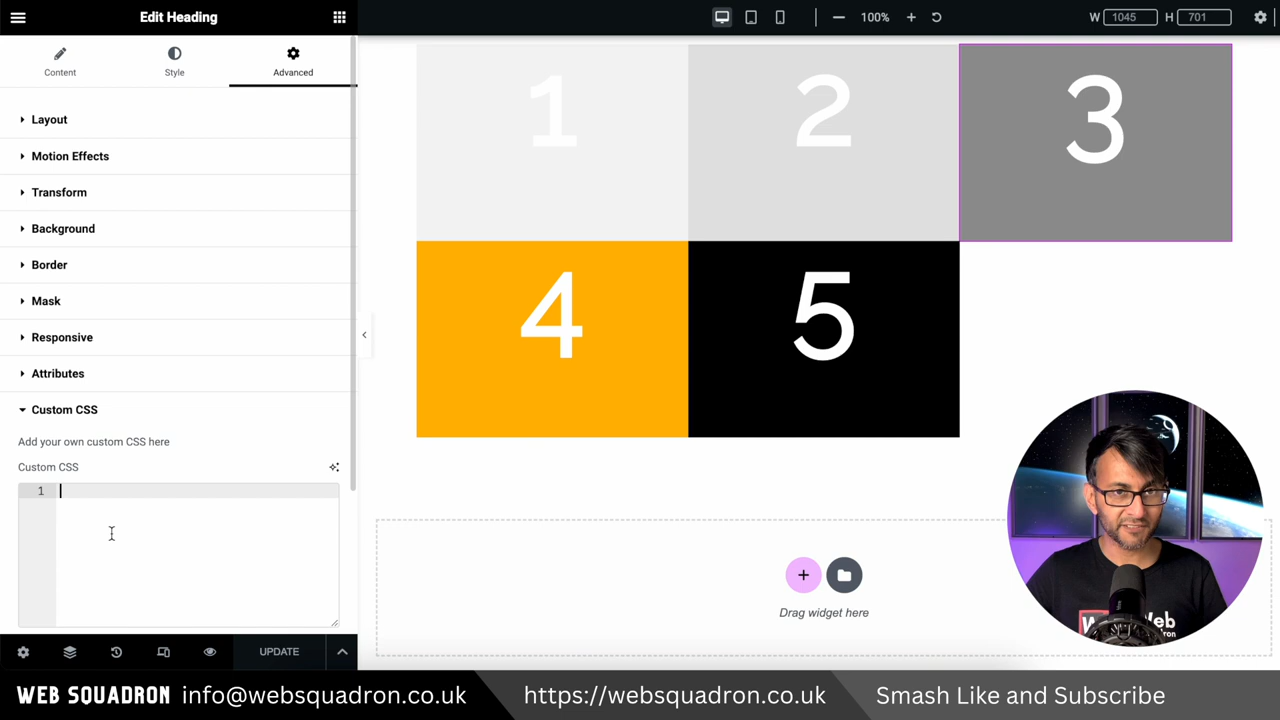 Edit Heading
100%
W 1045 H 701
Content
Style
Advanced
Layout
Motion Effects
Transform
Background
Border
Mask
Responsive
Attributes
Custom CSS
Add your own custom CSS here
Custom CSS
1
UPDATE
1
2
3
4
5
Drag widget here
Web
WEB SQUADRON info@websquadron.co.uk
https://websquadron.co.uk
Smash Like and Subscribe